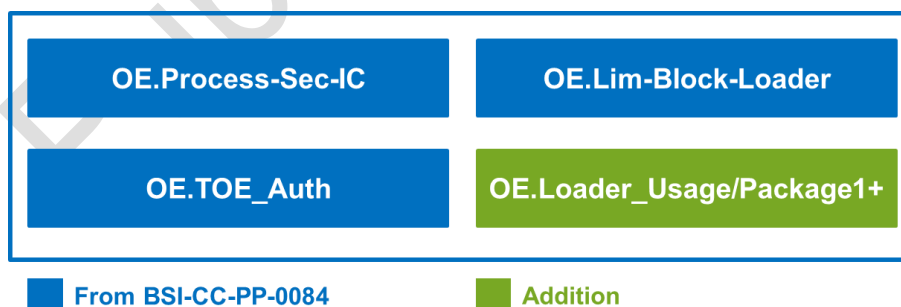 OE.Process-Sec-IC
OE.Lim-Block-Loader
OE.TOE_Auth
OE.Loader_Usage/Package1+
From BSI-CC-PP-0084
Addition